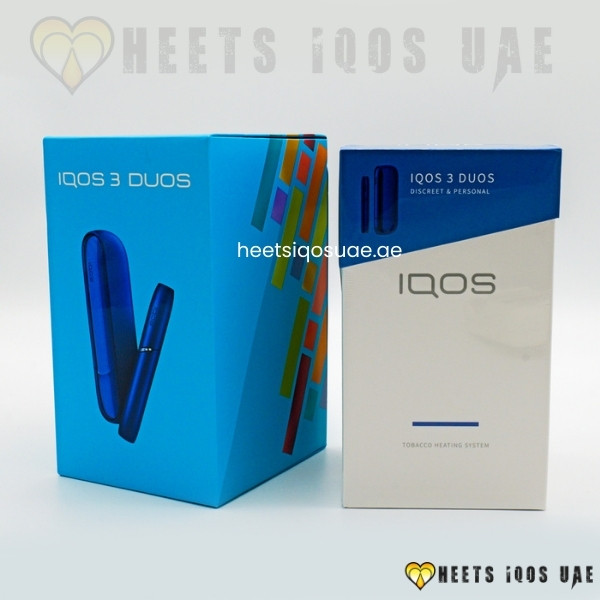 HEETS iQOS UAE
IQOS 3 DUOS
IQOS 3 DUOS
DISCREET & PERSONAL
heetsiqosuae.ae
IQOS
TOBACCO HEATING SYSTEM
HEETS iQOS UAE